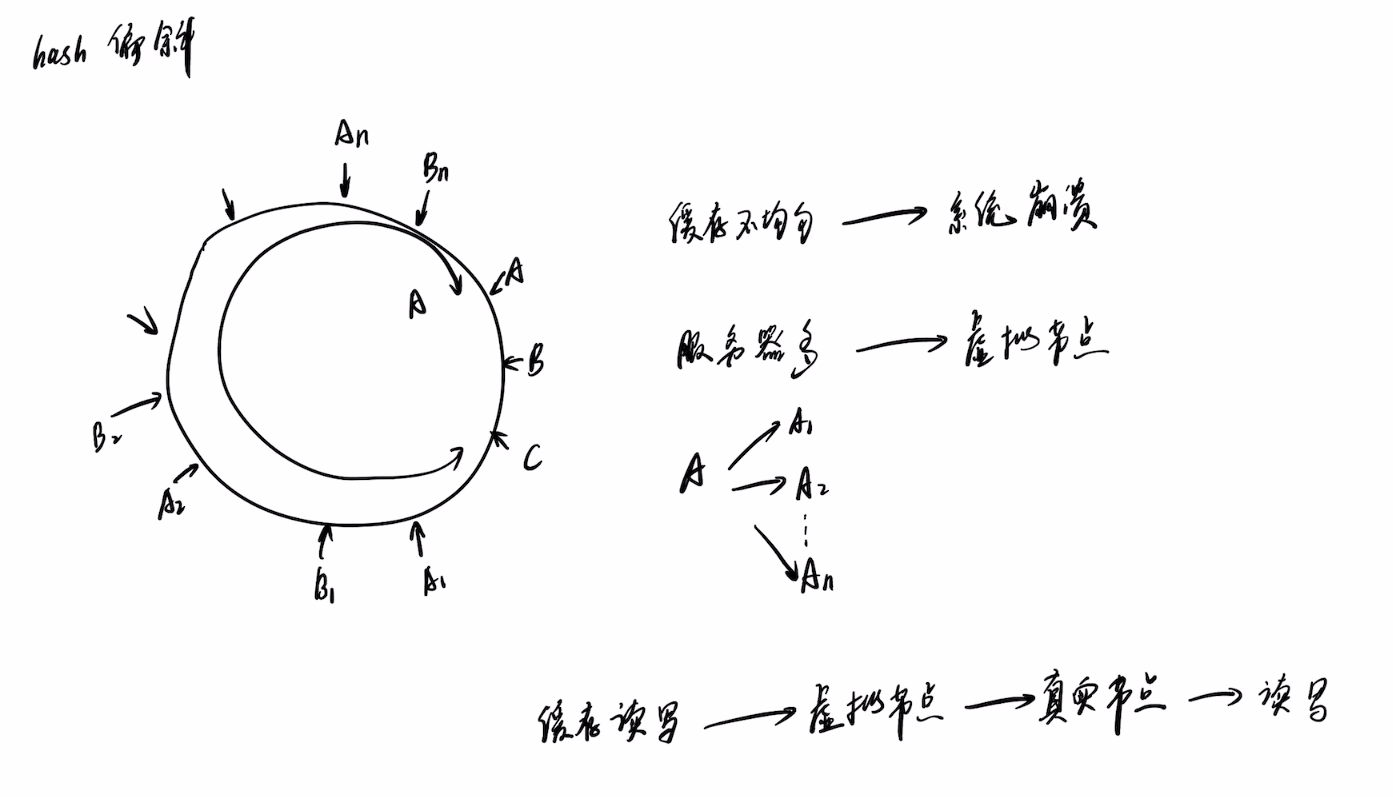 hash 偏斜
An
Bn
A
A
B
C
B2
A2
B1
A1
缓存不均匀 → 系统崩溃
服务器多 → 虚拟节点
A
A1
A2
An
缓存读写 → 虚拟节点 → 真实节点 → 读写